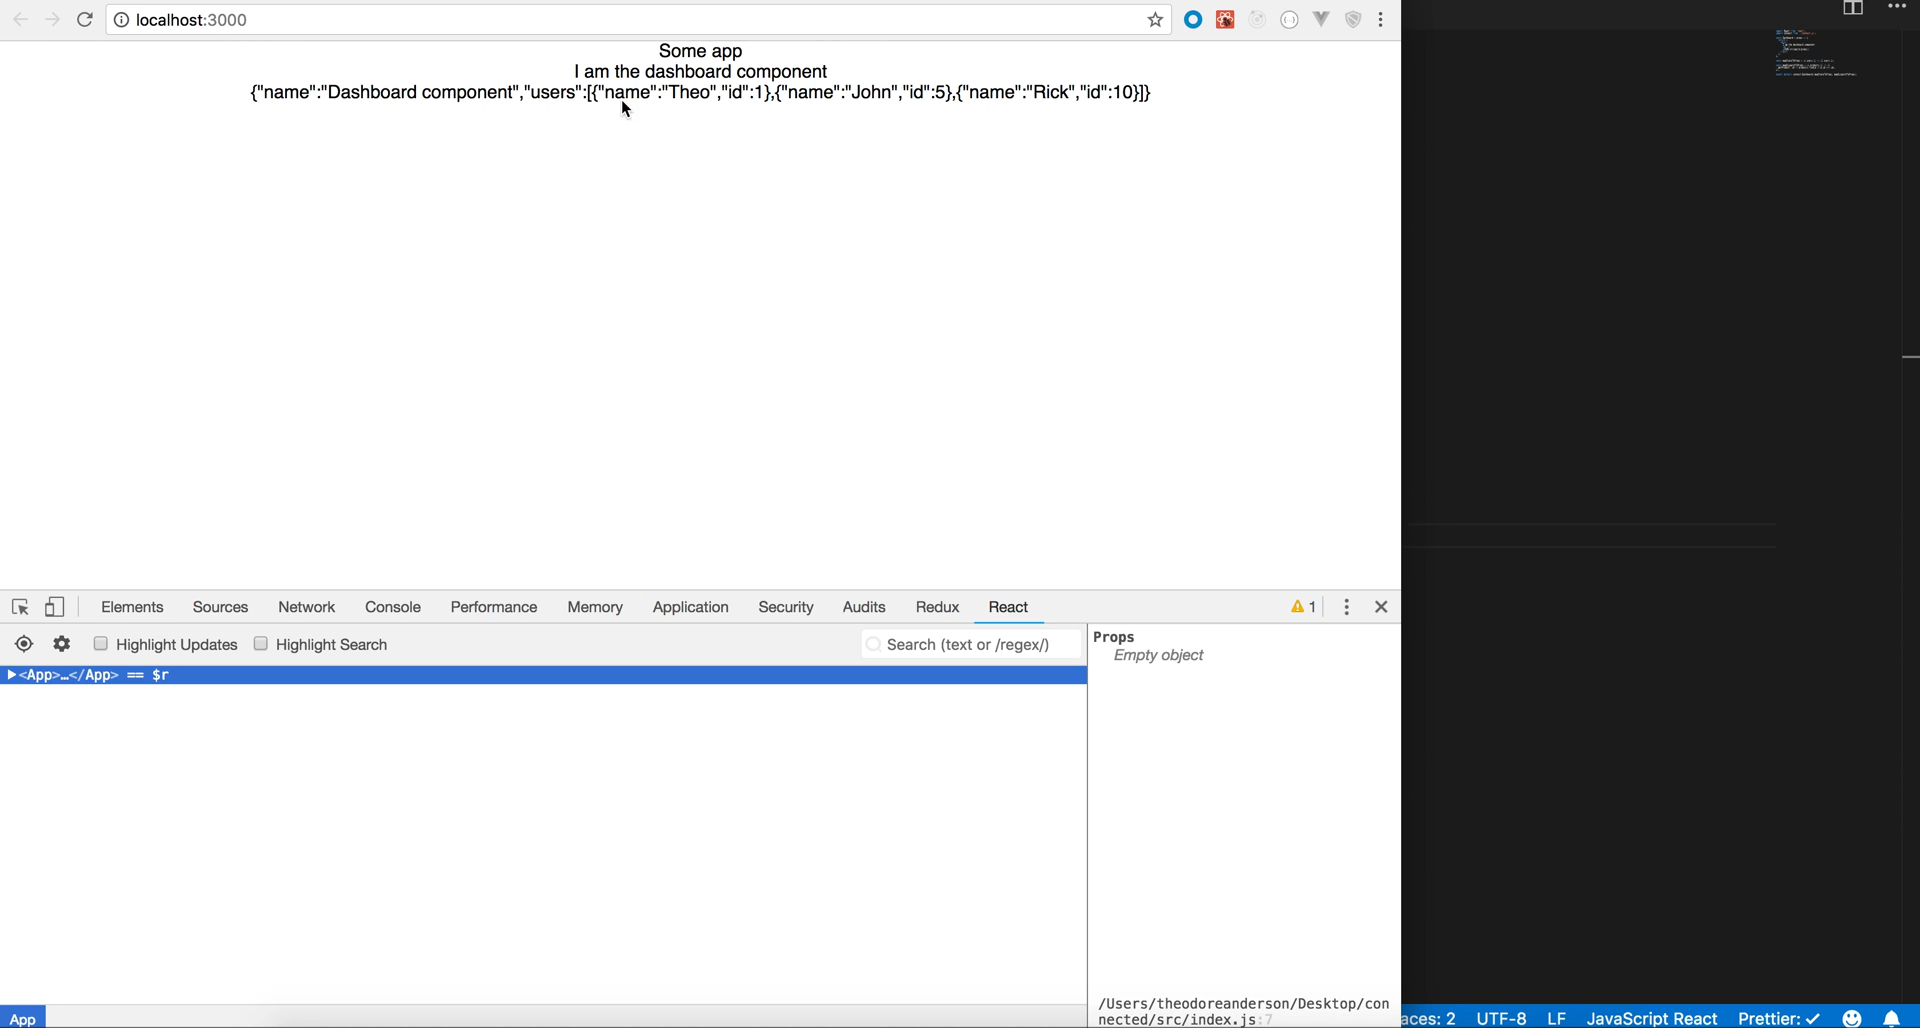 localhost:3000
Some app
I am the dashboard component
{"name":"Dashboard component","users":[{"name":"Theo","id":1},{"name":"John","id":5},{"name":"Rick","id":10}]}
Elements Sources Network Console Performance Memory Application Security Audits Redux React 1
Highlight Updates Highlight Search Search (text or /regex/)
<App>…</App> == $r
Props
Empty object
/Users/theodoreanderson/Desktop/con
nected/src/index.js:7
App
aces: 2 UTF-8 LF JavaScript React Prettier: ✓